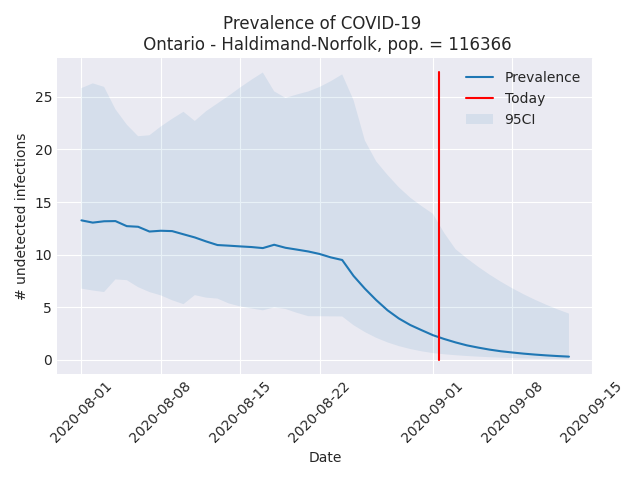 Prevalence of COVID-19
Ontario - Haldimand-Norfolk, pop. = 116366
Prevalence
Today
95CI
# undetected infections
25
20
15
10
5
0
2020-08-01
2020-08-08
2020-08-15
2020-08-22
2020-09-01
2020-09-08
2020-09-15
Date